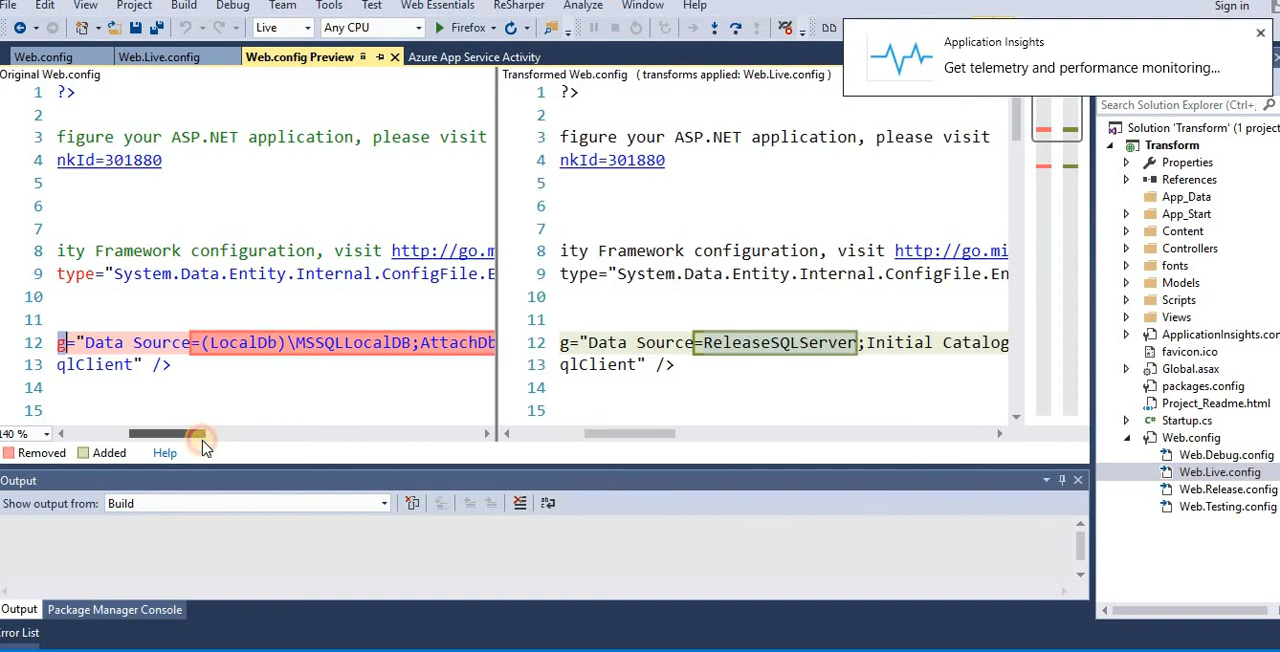 File Edit View Project Build Debug Team Tools Test Web Essentials ReSharper Analyze Window Help Sign in
Live Any CPU Firefox DD
Application Insights
Get telemetry and performance monitoring...
Web.config Web.Live.config Web.config Preview Azure App Service Activity
Original Web.config
1 ?>
2
3 figure your ASP.NET application, please visit
4 nkId=301880
5
6
7
8 ity Framework configuration, visit http://go.m
9 type="System.Data.Entity.Internal.ConfigFile.E
10
11
12 g="Data Source=(LocalDb)\MSSQLLocalDB;AttachDb
13 qlClient" />
14
15
140 %
Removed Added Help
Transformed Web.config ( transforms applied: Web.Live.config )
1 ?>
2
3 figure your ASP.NET application, please visit
4 nkId=301880
5
6
7
8 ity Framework configuration, visit http://go.mi
9 type="System.Data.Entity.Internal.ConfigFile.En
10
11
12 g="Data Source=ReleaseSQLServer;Initial Catalog
13 qlClient" />
14
15
Search Solution Explorer (Ctrl+
Solution 'Transform' (1 project
Transform
Properties
References
App_Data
App_Start
Content
Controllers
fonts
Models
Scripts
Views
ApplicationInsights.con
favicon.ico
Global.asax
packages.config
Project_Readme.html
C# Startup.cs
Web.config
Web.Debug.config
Web.Live.config
Web.Release.config
Web.Testing.config
Output
Show output from: Build
Output Package Manager Console
Error List